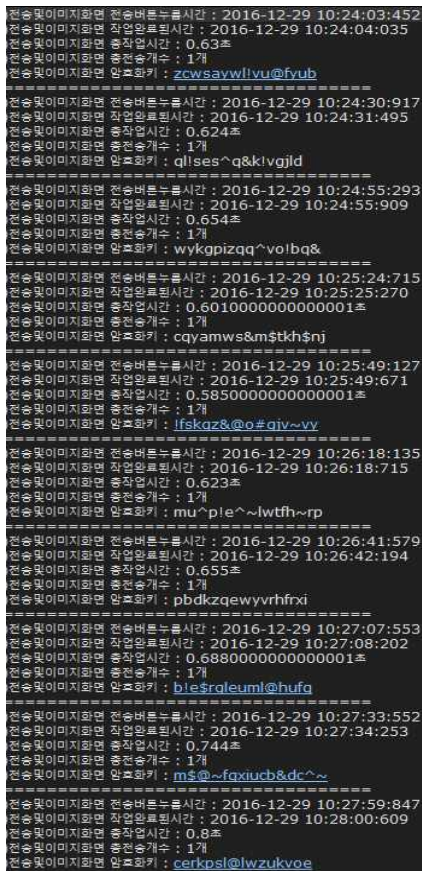 전송및이미지화면 전송버튼누름시간 : 2016-12-29 10:24:03:452
전송및이미지화면 작업완료된시간 : 2016-12-29 10:24:04:035
전송및이미지화면 총작업시간 : 0.63초
전송및이미지화면 총전송개수 : 1개
전송및이미지화면 암호화키 : zcwsaywl!vu@fyub
===================================
전송및이미지화면 전송버튼누름시간 : 2016-12-29 10:24:30:917
전송및이미지화면 작업완료된시간 : 2016-12-29 10:24:31:495
전송및이미지화면 총작업시간 : 0.624초
전송및이미지화면 총전송개수 : 1개
전송및이미지화면 암호화키 : ql!ses^q&k!vgjld
===================================
전송및이미지화면 전송버튼누름시간 : 2016-12-29 10:24:55:293
전송및이미지화면 작업완료된시간 : 2016-12-29 10:24:55:909
전송및이미지화면 총작업시간 : 0.654초
전송및이미지화면 총전송개수 : 1개
전송및이미지화면 암호화키 : wykgpizqq^vo!bq&
===================================
전송및이미지화면 전송버튼누름시간 : 2016-12-29 10:25:24:715
전송및이미지화면 작업완료된시간 : 2016-12-29 10:25:25:270
전송및이미지화면 총작업시간 : 0.6010000000000001초
전송및이미지화면 총전송개수 : 1개
전송및이미지화면 암호화키 : cqyamws&m$tkh$nj
===================================
전송및이미지화면 전송버튼누름시간 : 2016-12-29 10:25:49:127
전송및이미지화면 작업완료된시간 : 2016-12-29 10:25:49:671
전송및이미지화면 총작업시간 : 0.5850000000000001초
전송및이미지화면 총전송개수 : 1개
전송및이미지화면 암호화키 : !fskgz&@o#qjv~vy
===================================
전송및이미지화면 전송버튼누름시간 : 2016-12-29 10:26:18:135
전송및이미지화면 작업완료된시간 : 2016-12-29 10:26:18:715
전송및이미지화면 총작업시간 : 0.623초
전송및이미지화면 총전송개수 : 1개
전송및이미지화면 암호화키 : mu^p!e^~lwtfh~rp
===================================
전송및이미지화면 전송버튼누름시간 : 2016-12-29 10:26:41:579
전송및이미지화면 작업완료된시간 : 2016-12-29 10:26:42:194
전송및이미지화면 총작업시간 : 0.655초
전송및이미지화면 총전송개수 : 1개
전송및이미지화면 암호화키 : pbdkzqewyvrhfrxi
===================================
전송및이미지화면 전송버튼누름시간 : 2016-12-29 10:27:07:553
전송및이미지화면 작업완료된시간 : 2016-12-29 10:27:08:202
전송및이미지화면 총작업시간 : 0.6880000000000001초
전송및이미지화면 총전송개수 : 1개
전송및이미지화면 암호화키 : b!e$rgleuml@hufq
===================================
전송및이미지화면 전송버튼누름시간 : 2016-12-29 10:27:33:552
전송및이미지화면 작업완료된시간 : 2016-12-29 10:27:34:253
전송및이미지화면 총작업시간 : 0.744초
전송및이미지화면 총전송개수 : 1개
전송및이미지화면 암호화키 : m$@~fgxiucb&dc^~
===================================
전송및이미지화면 전송버튼누름시간 : 2016-12-29 10:27:59:847
전송및이미지화면 작업완료된시간 : 2016-12-29 10:28:00:609
전송및이미지화면 총작업시간 : 0.8초
전송및이미지화면 총전송개수 : 1개
전송및이미지화면 암호화키 : cerkpsl@lwzukvoe